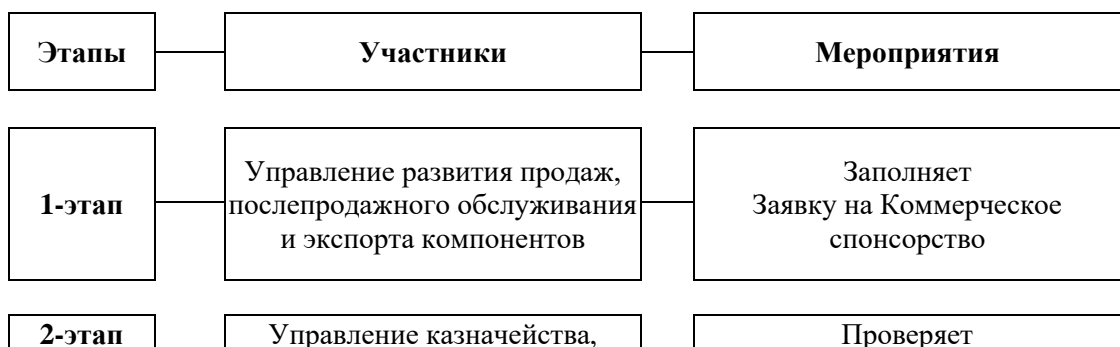 Этапы
Участники
Мероприятия
1-этап
Управление развития продаж,
послепродажного обслуживания
и экспорта компонентов
Заполняет
Заявку на Коммерческое
спонсорство
2-этап
Управление казначейства,
Проверяет